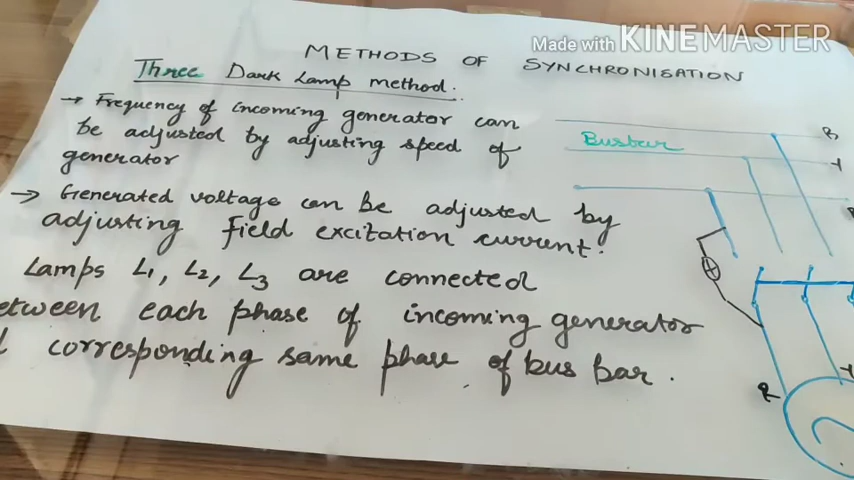 Made with KINEMASTER
METHODS OF SYNCHRONISATION
Three Dark Lamp method.
→ Frequency of incoming generator can
be adjusted by adjusting speed of
generator
→ Generated voltage can be adjusted by
adjusting field excitation current.
Lamps L1, L2, L3 are connected
etween each phase of incoming generator
corresponding same phase of bus bar.
Busbar
B
Y
R